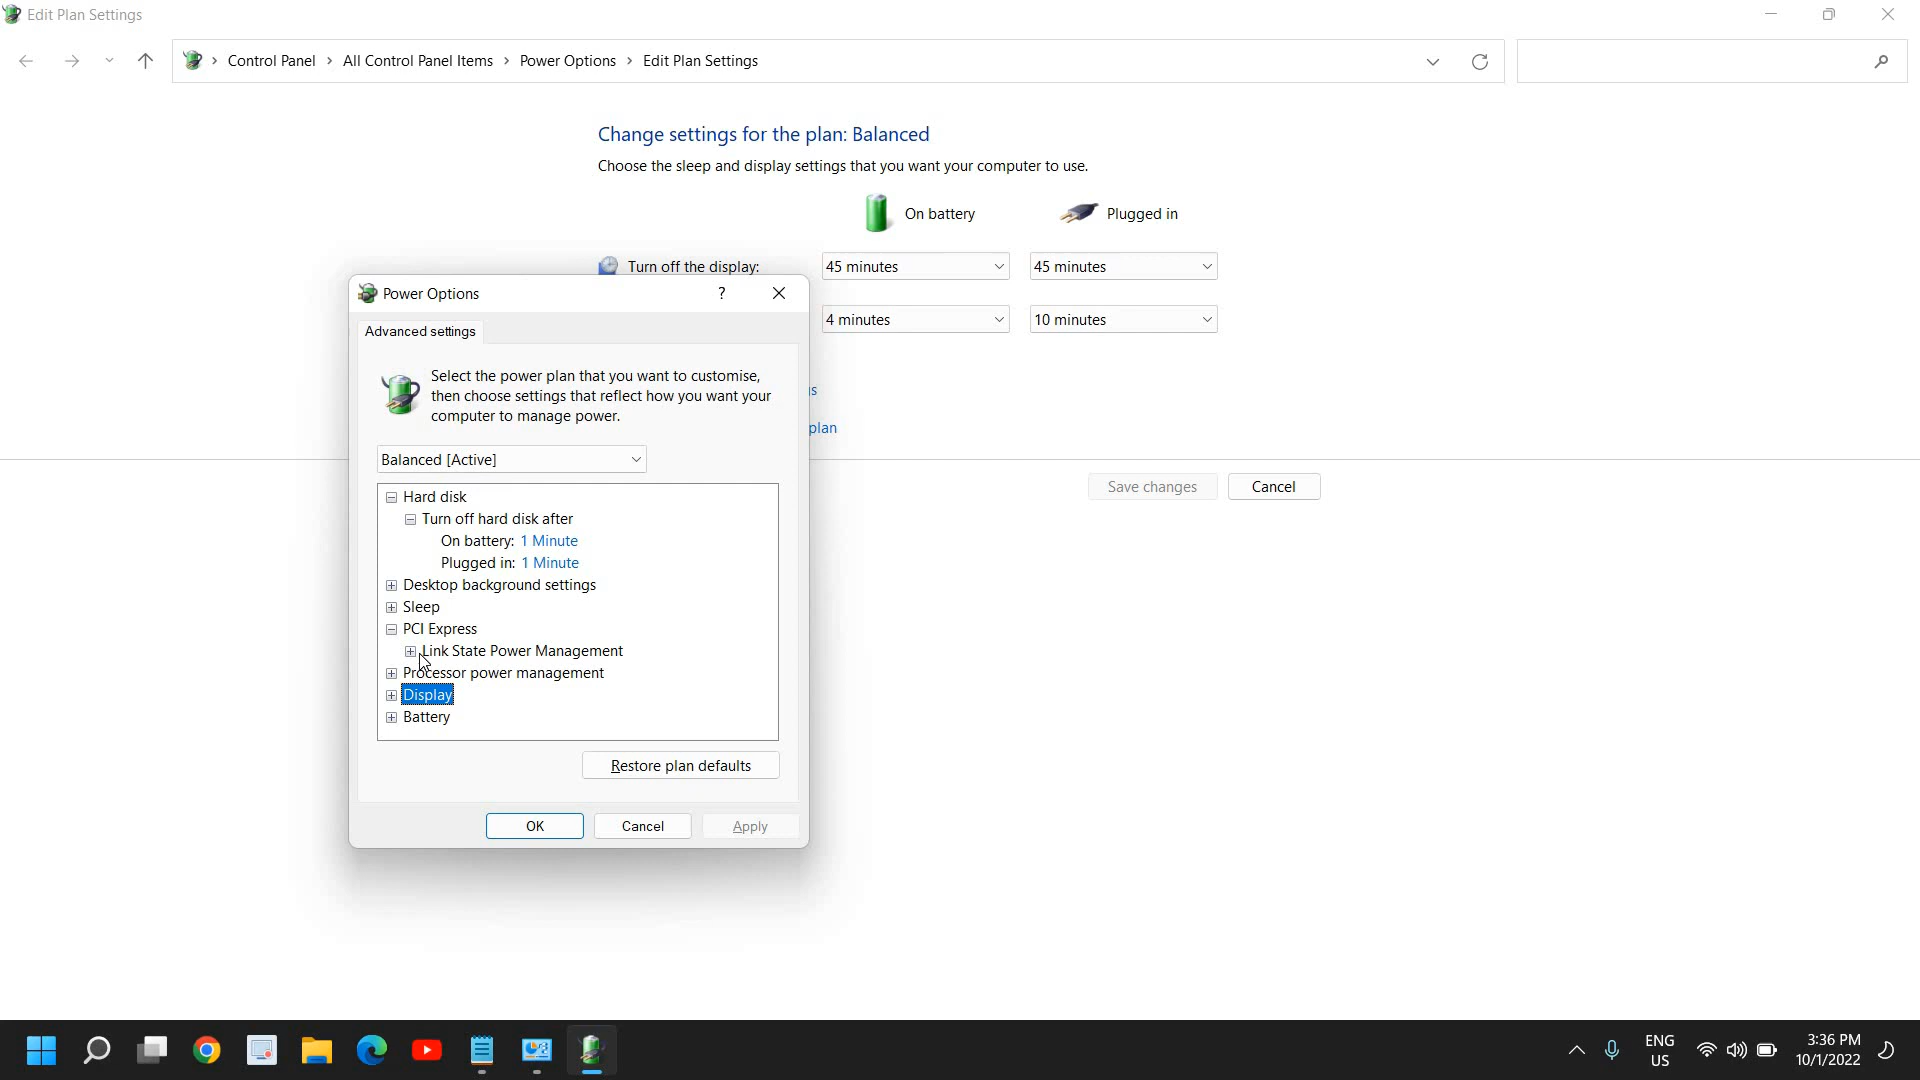 Edit Plan Settings
Control Panel > All Control Panel Items > Power Options > Edit Plan Settings
Change settings for the plan: Balanced
Choose the sleep and display settings that you want your computer to use.
On battery
Plugged in
Turn off the display:
45 minutes
45 minutes
4 minutes
10 minutes
plan
Save changes
Cancel
Power Options
?
Advanced settings
Select the power plan that you want to customise,
then choose settings that reflect how you want your
computer to manage power.
Balanced [Active]
Hard disk
Turn off hard disk after
On battery: 1 Minute
Plugged in: 1 Minute
Desktop background settings
Sleep
PCI Express
Link State Power Management
Processor power management
Display
Battery
Restore plan defaults
OK
Cancel
Apply
ENG
US
3:36 PM
10/1/2022